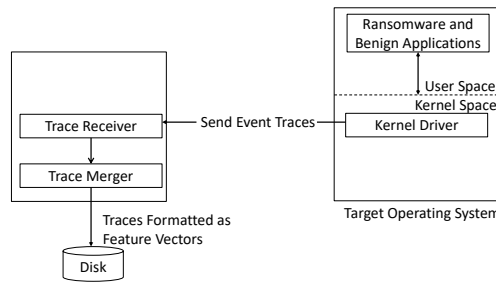 Ransomware and
Benign Applications
User Space
Kernel Space
Trace Receiver
Send Event Traces
Kernel Driver
Trace Merger
Target Operating System
Traces Formatted as
Feature Vectors
Disk